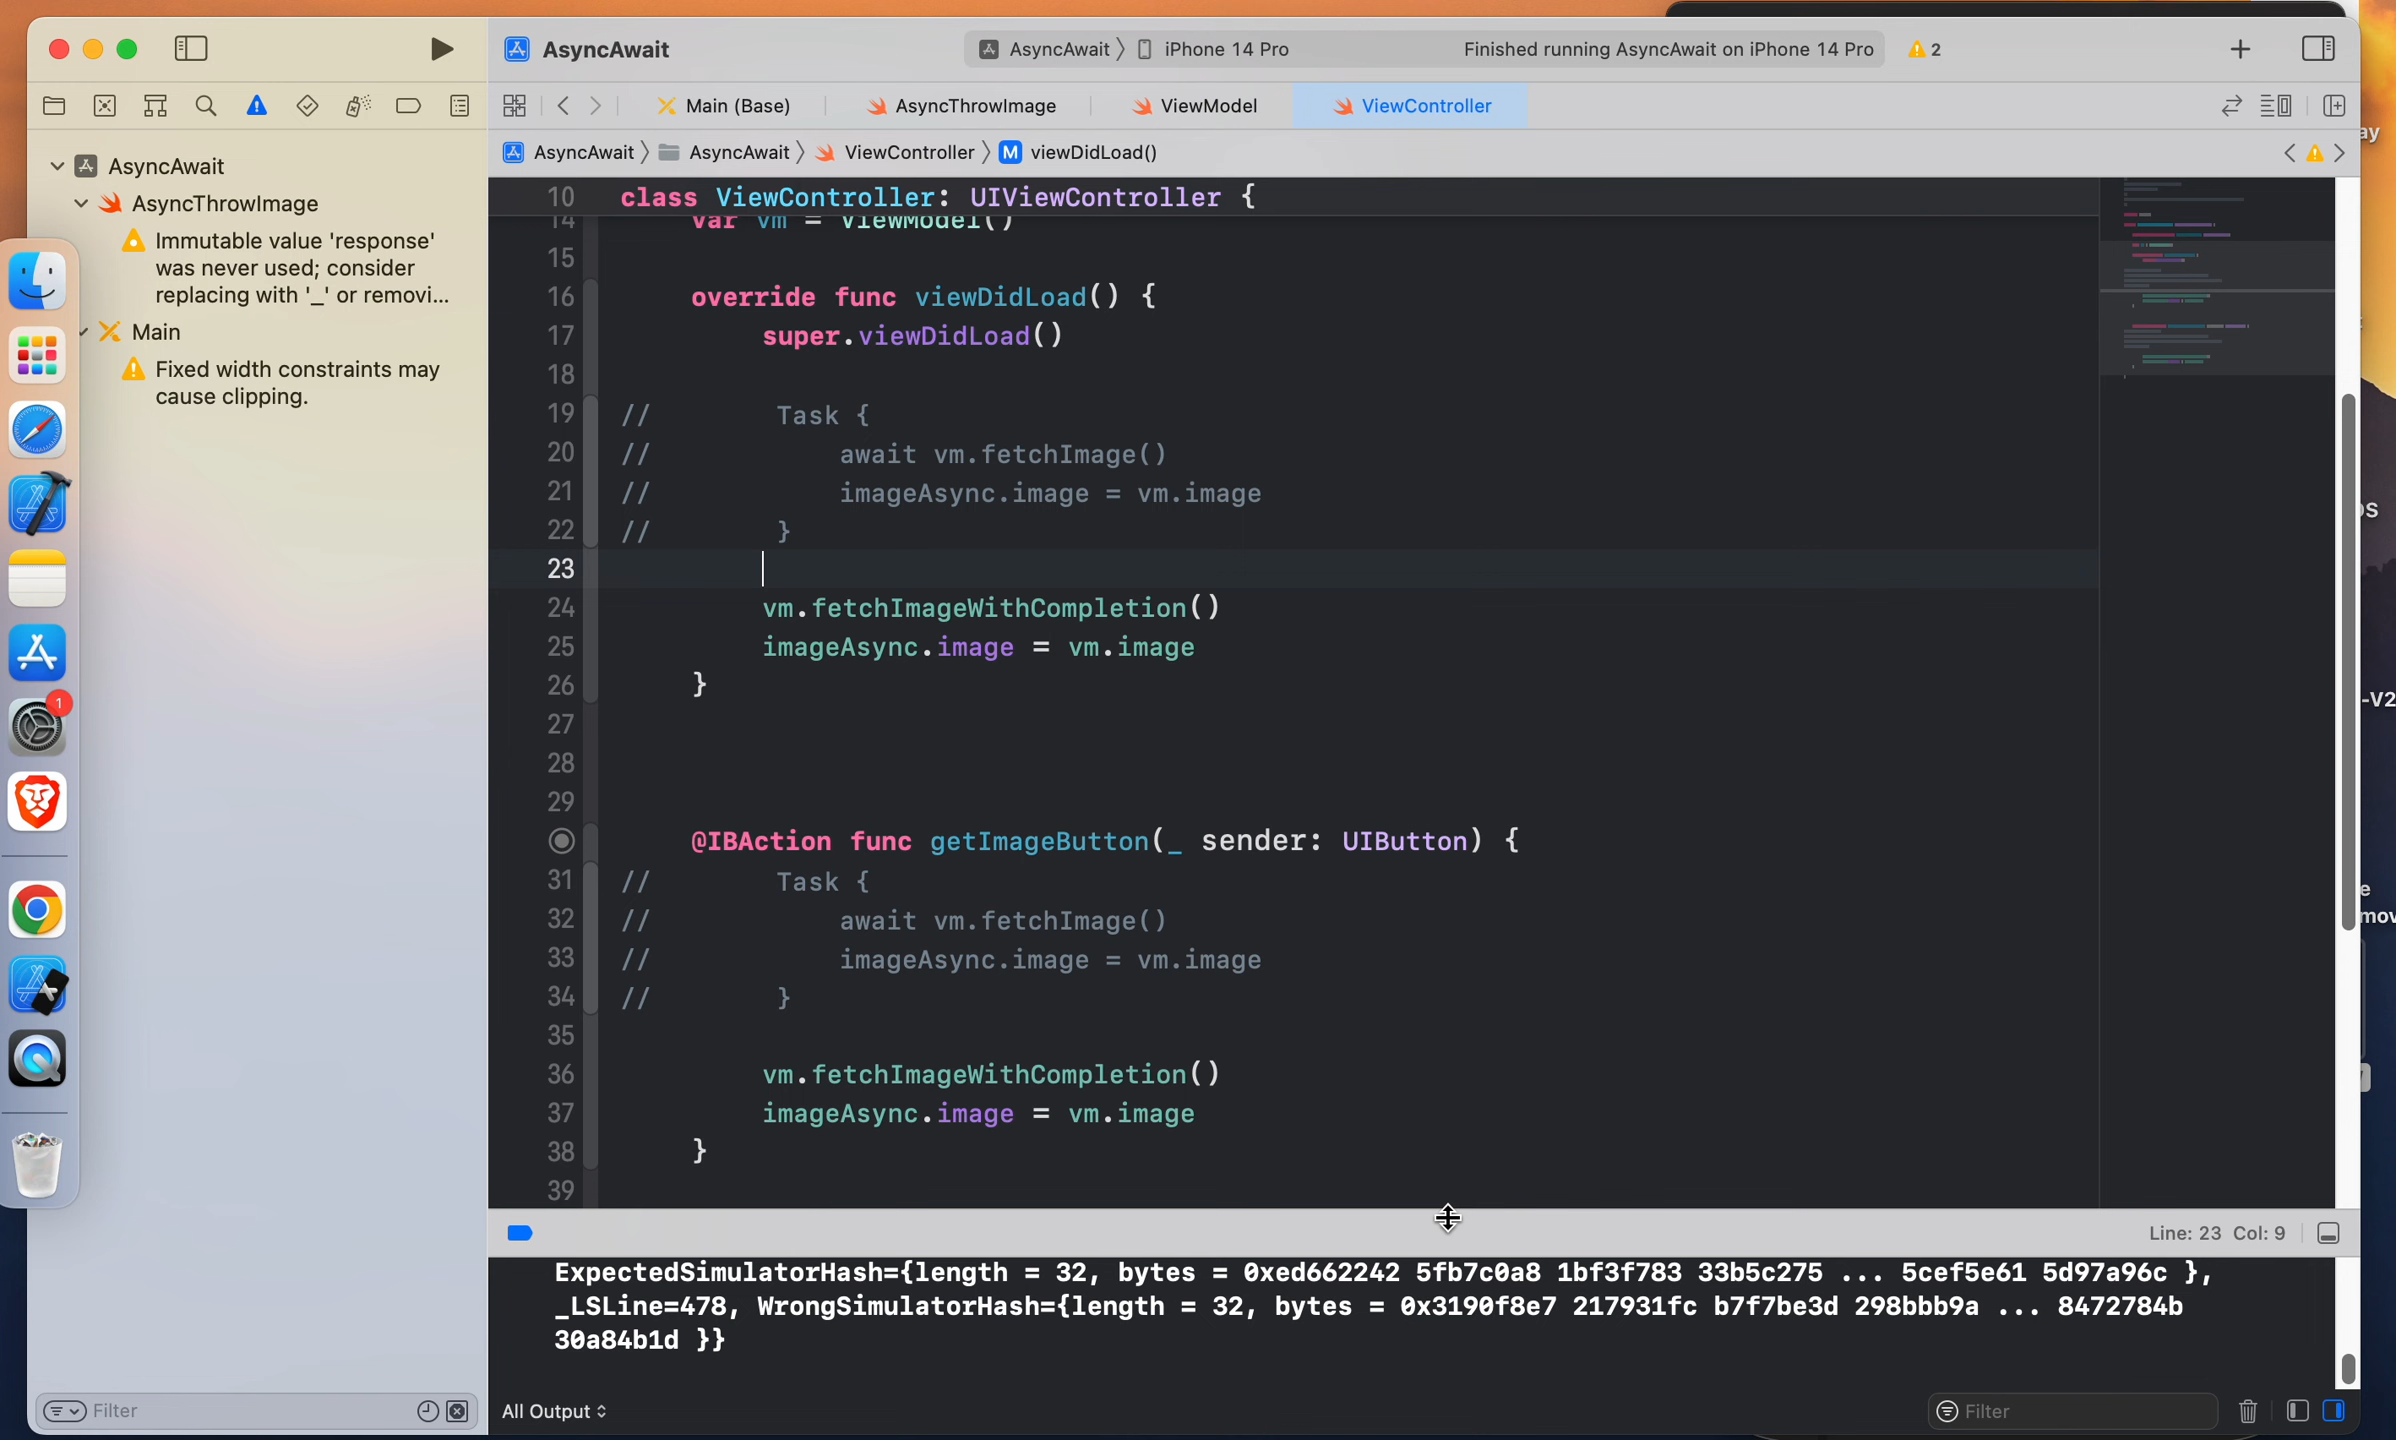 AsyncAwait
AsyncAwait
iPhone 14 Pro
Finished running AsyncAwait on iPhone 14 Pro
2
Main (Base)
AsyncThrowImage
ViewModel
ViewController
AsyncAwait
AsyncAwait
ViewController
M viewDidLoad()
AsyncAwait
AsyncThrowImage
Immutable value 'response'
was never used; consider
replacing with '_' or removi...
Main
Fixed width constraints may
cause clipping.
1
10 class ViewController: UIViewController {
14 var vm = ViewModel()
15
16 override func viewDidLoad() {
17 super.viewDidLoad()
18
19 // Task {
20 // await vm.fetchImage()
21 // imageAsync.image = vm.image
22 // }
23
24 vm.fetchImageWithCompletion()
25 imageAsync.image = vm.image
26 }
27
28
29
@IBAction func getImageButton(_ sender: UIButton) {
31 // Task {
32 // await vm.fetchImage()
33 // imageAsync.image = vm.image
34 // }
35
36 vm.fetchImageWithCompletion()
37 imageAsync.image = vm.image
38 }
39
Line: 23 Col: 9
ExpectedSimulatorHash={length = 32, bytes = 0xed662242 5fb7c0a8 1bf3f783 33b5c275 ... 5cef5e61 5d97a96c },
_LSLine=478, WrongSimulatorHash={length = 32, bytes = 0x3190f8e7 217931fc b7f7be3d 298bbb9a ... 8472784b
30a84b1d }}
Filter
All Output
Filter
ay
-V2